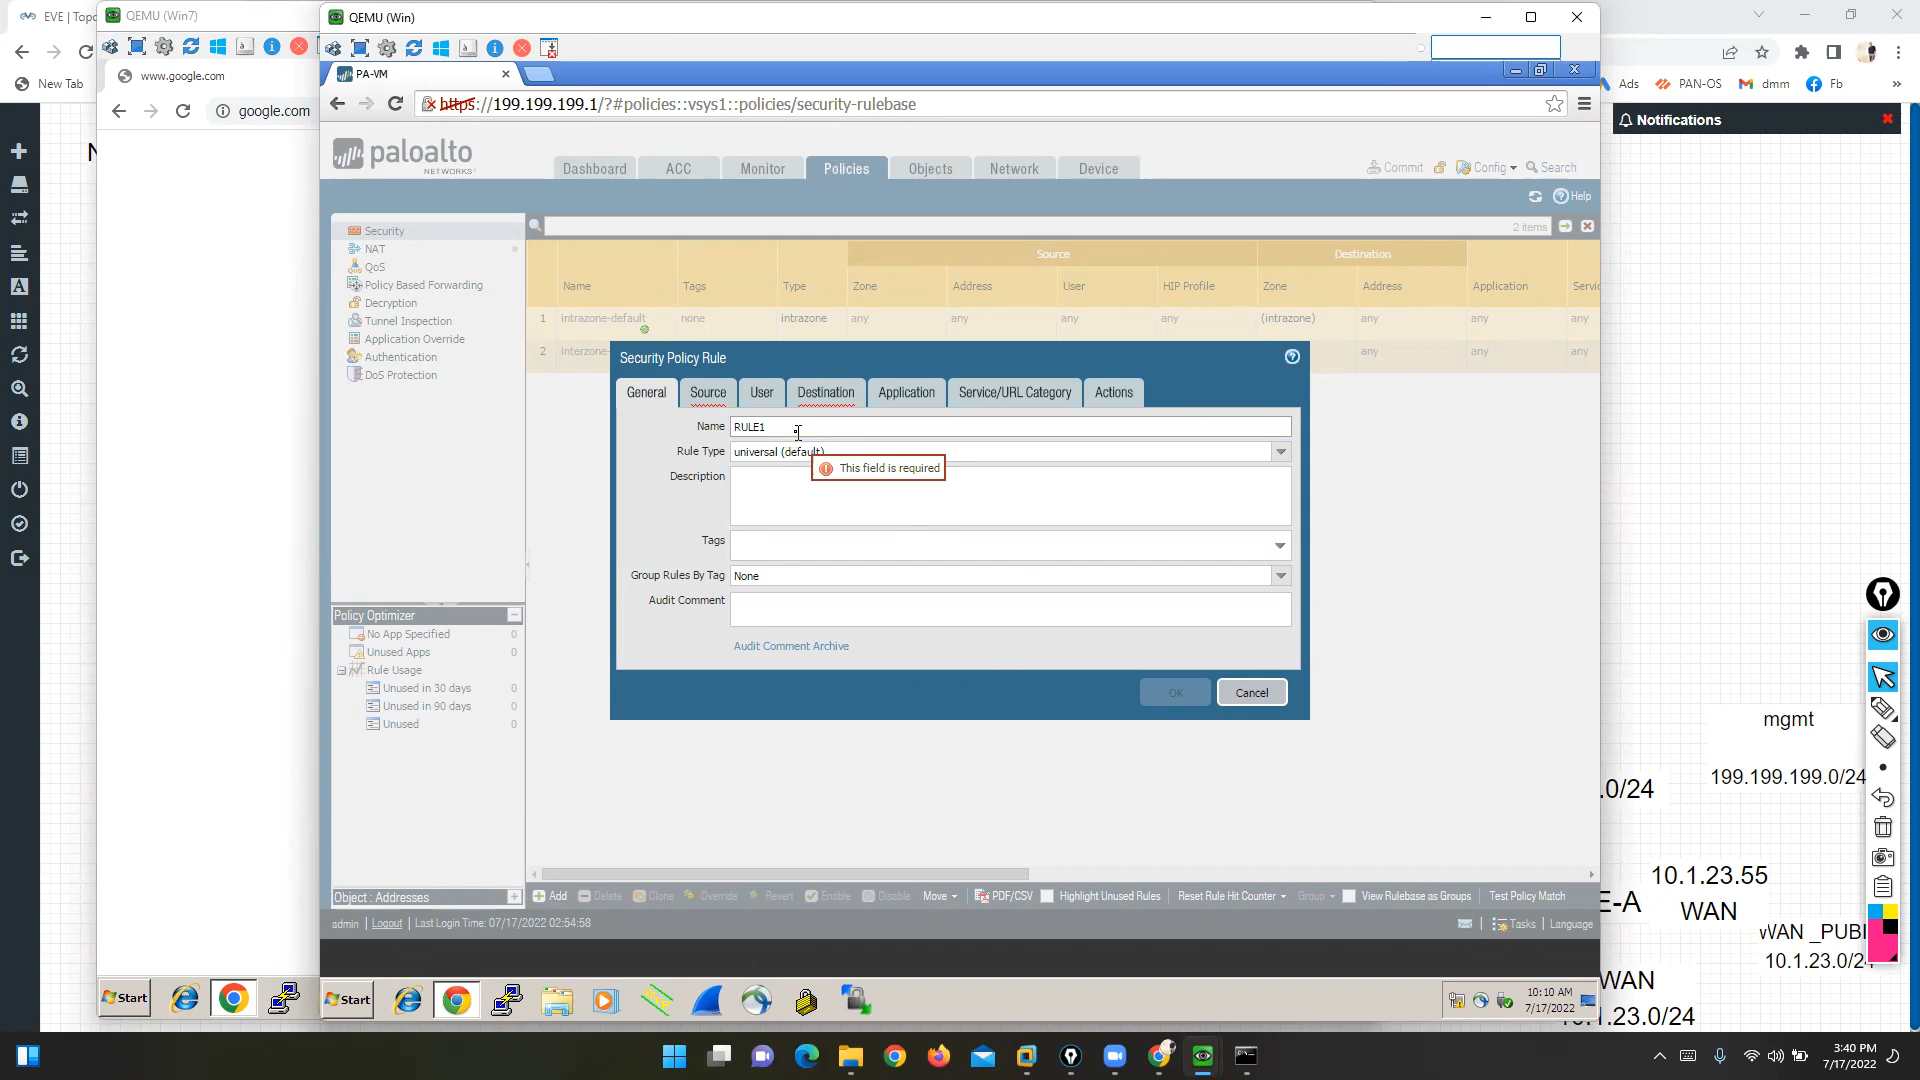 EVE | Topo
QEMU (Win7)
QEMU (Win)
New Tab
www.google.com
google.com
PA-VM
https://199.199.199.1/?#policies::vsys1::policies/security-rulebase
Ads
PAN-OS
dmm
Fb
»
Notifications
paloalto
NETWORKS
Dashboard
ACC
Monitor
Policies
Objects
Network
Device
Commit
Config
Search
Help
Security
NAT
QoS
Policy Based Forwarding
Decryption
Tunnel Inspection
Application Override
Authentication
DoS Protection
2 items
Source
Destination
Name
Tags
Type
Zone
Address
User
HIP Profile
Zone
Address
Application
Servic
1 intrazone-default none intrazone any any any any (intrazone) any any any
2 interzone- any any any
Security Policy Rule
General
Source
User
Destination
Application
Service/URL Category
Actions
Name RULE1
Rule Type universal (default)
This field is required
Description
Tags
Group Rules By Tag None
Audit Comment
Audit Comment Archive
OK
Cancel
Policy Optimizer
No App Specified 0
Unused Apps 0
Rule Usage
Unused in 30 days 0
Unused in 90 days 0
Unused 0
Object : Addresses
Add
Delete
Clone
Override
Revert
Enable
Disable
Move
PDF/CSV
Highlight Unused Rules
Reset Rule Hit Counter
Group
View Rulebase as Groups
Test Policy Match
admin | Logout | Last Login Time: 07/17/2022 02:54:58
Tasks | Language
mgmt
199.199.199.0/24
.0/24
10.1.23.55
E-A
WAN
WAN _PUBI
10.1.23.0/24
WAN
10.1.23.0/24
Start
Start
10:10 AM
7/17/2022
3:40 PM
7/17/2022